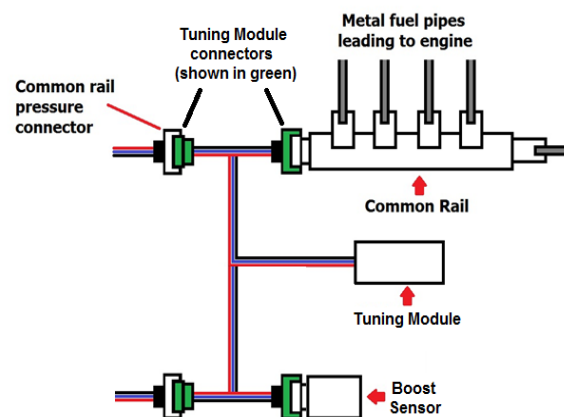 Tuning Module
connectors
(shown in green)
Metal fuel pipes
leading to engine
Common rail
pressure
connector
Common Rail
Tuning Module
Boost
Sensor